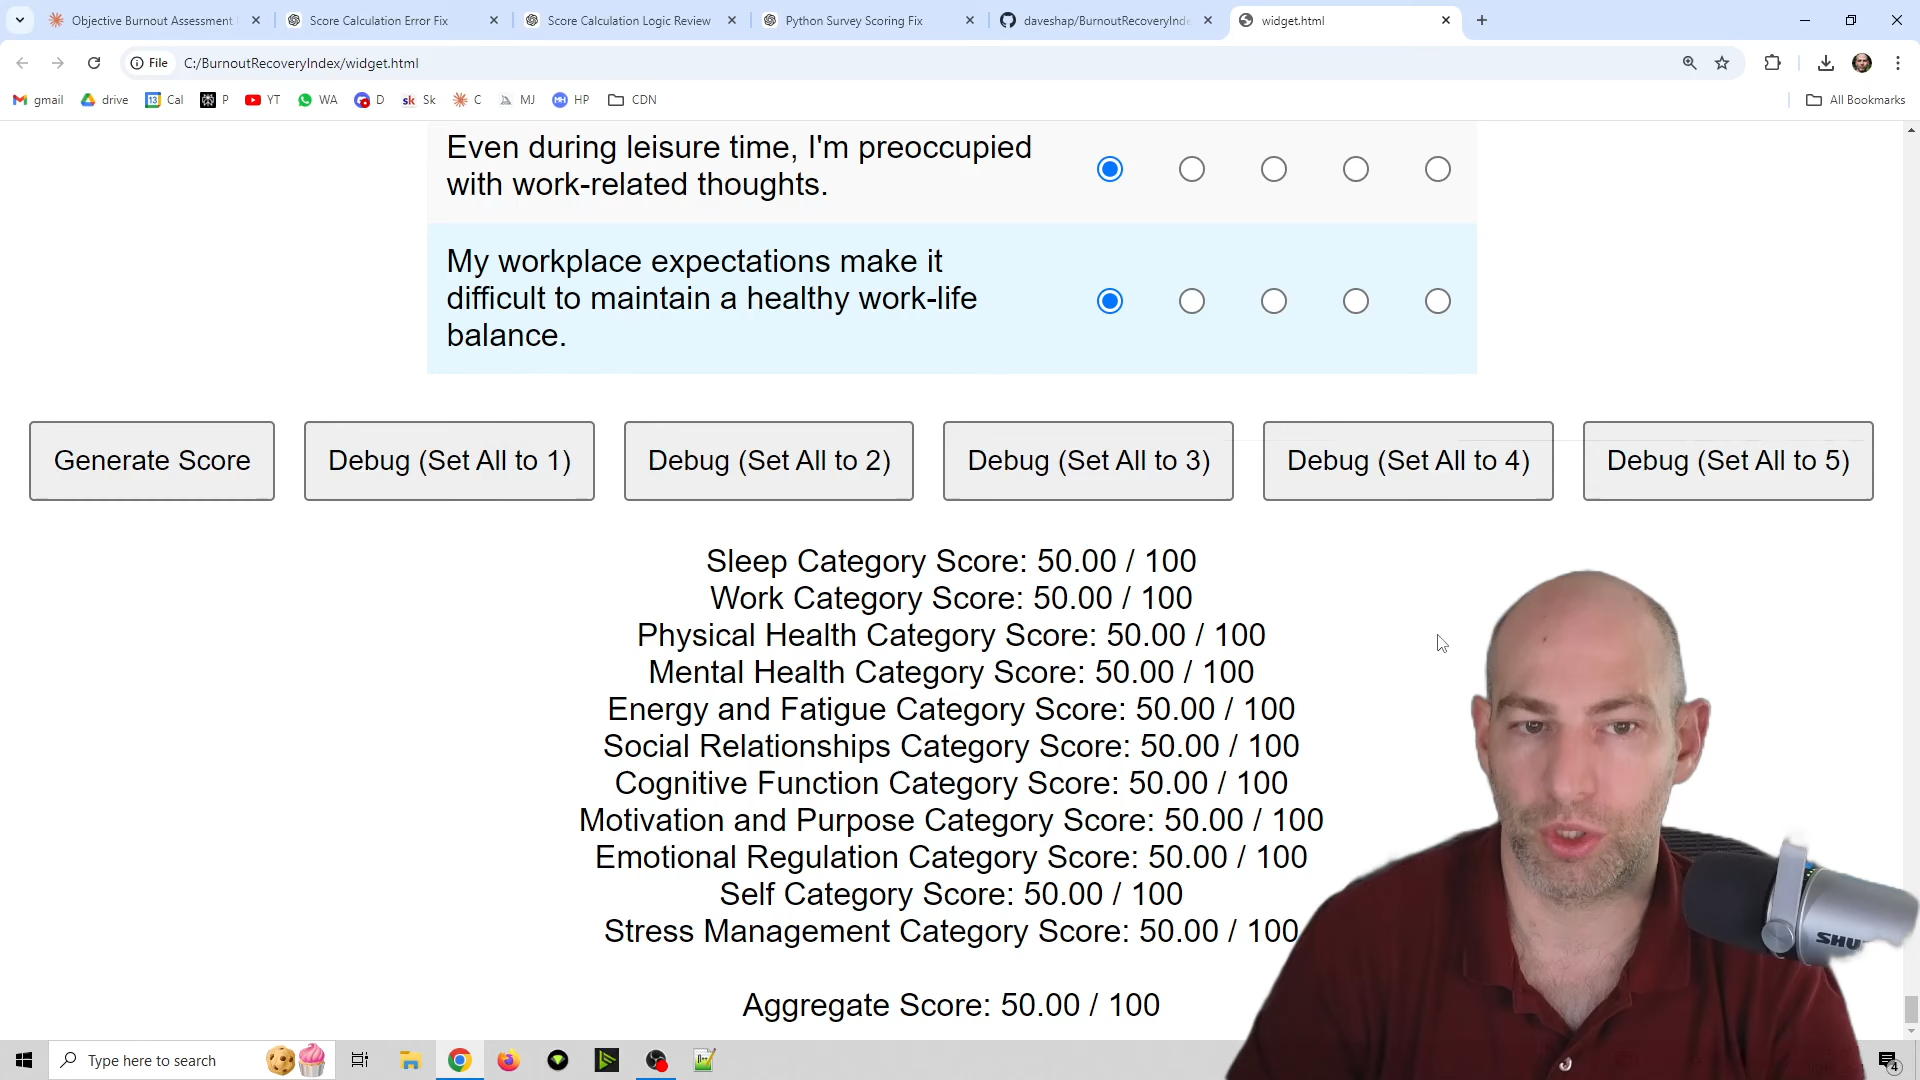 Objective Burnout Assessment
Score Calculation Error Fix
Score Calculation Logic Review
Python Survey Scoring Fix
daveshap/BurnoutRecoveryInde
widget.html
File
C:/BurnoutRecoveryIndex/widget.html
gmail
drive
Cal
P
YT
WA
D
sk Sk
C
MJ
HP
CDN
All Bookmarks
Even during leisure time, I'm preoccupied
with work-related thoughts.
My workplace expectations make it
difficult to maintain a healthy work-life
balance.
Generate Score
Debug (Set All to 1)
Debug (Set All to 2)
Debug (Set All to 3)
Debug (Set All to 4)
Debug (Set All to 5)
Sleep Category Score: 50.00 / 100
Work Category Score: 50.00 / 100
Physical Health Category Score: 50.00 / 100
Mental Health Category Score: 50.00 / 100
Energy and Fatigue Category Score: 50.00 / 100
Social Relationships Category Score: 50.00 / 100
Cognitive Function Category Score: 50.00 / 100
Motivation and Purpose Category Score: 50.00 / 100
Emotional Regulation Category Score: 50.00 / 100
Self Category Score: 50.00 / 100
Stress Management Category Score: 50.00 / 100
Aggregate Score: 50.00 / 100
SHU
Type here to search
4